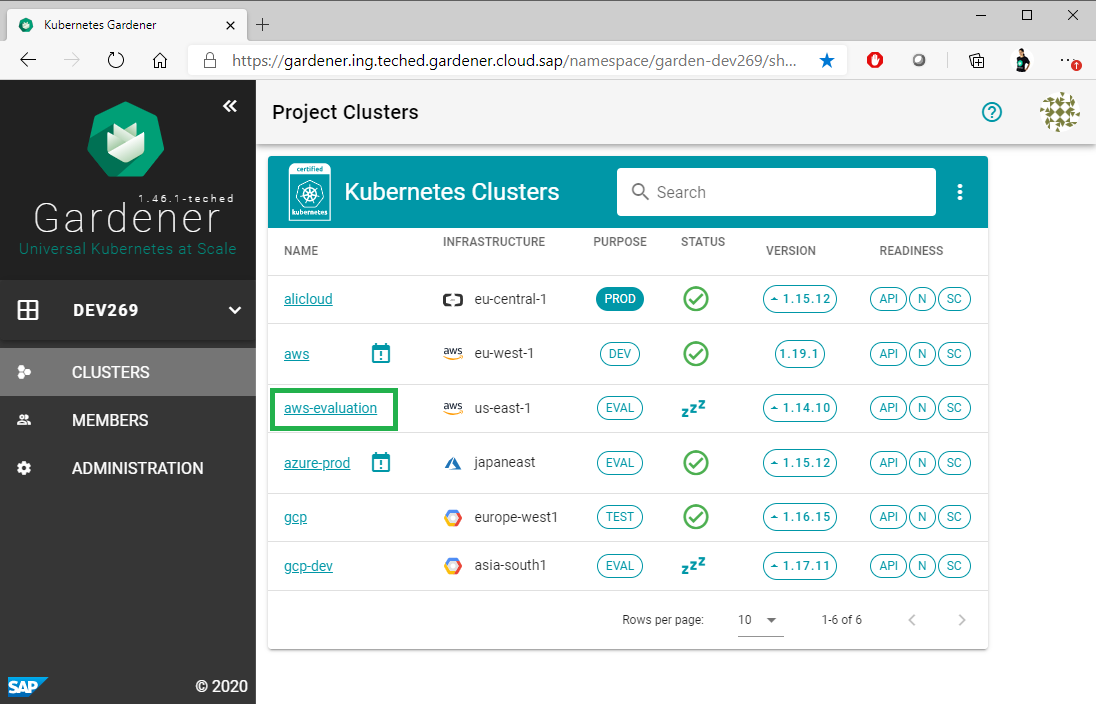 Kubernetes Gardener
https://gardener.ing.teched.gardener.cloud.sap/namespace/garden-dev269/sh...
1.46.1-teched
Gardener
Universal Kubernetes at Scale
DEV269
CLUSTERS
MEMBERS
ADMINISTRATION
SAP
© 2020
Project Clusters
certified
kubernetes
Kubernetes Clusters
Search
NAME INFRASTRUCTURE PURPOSE STATUS VERSION READINESS
alicloud eu-central-1 PROD 1.15.12 API N SC
aws aws eu-west-1 DEV 1.19.1 API N SC
aws-evaluation aws us-east-1 EVAL zzz 1.14.10 API N SC
azure-prod japaneast EVAL 1.15.12 API N SC
gcp europe-west1 TEST 1.16.15 API N SC
gcp-dev asia-south1 EVAL zzz 1.17.11 API N SC
Rows per page: 10 1-6 of 6